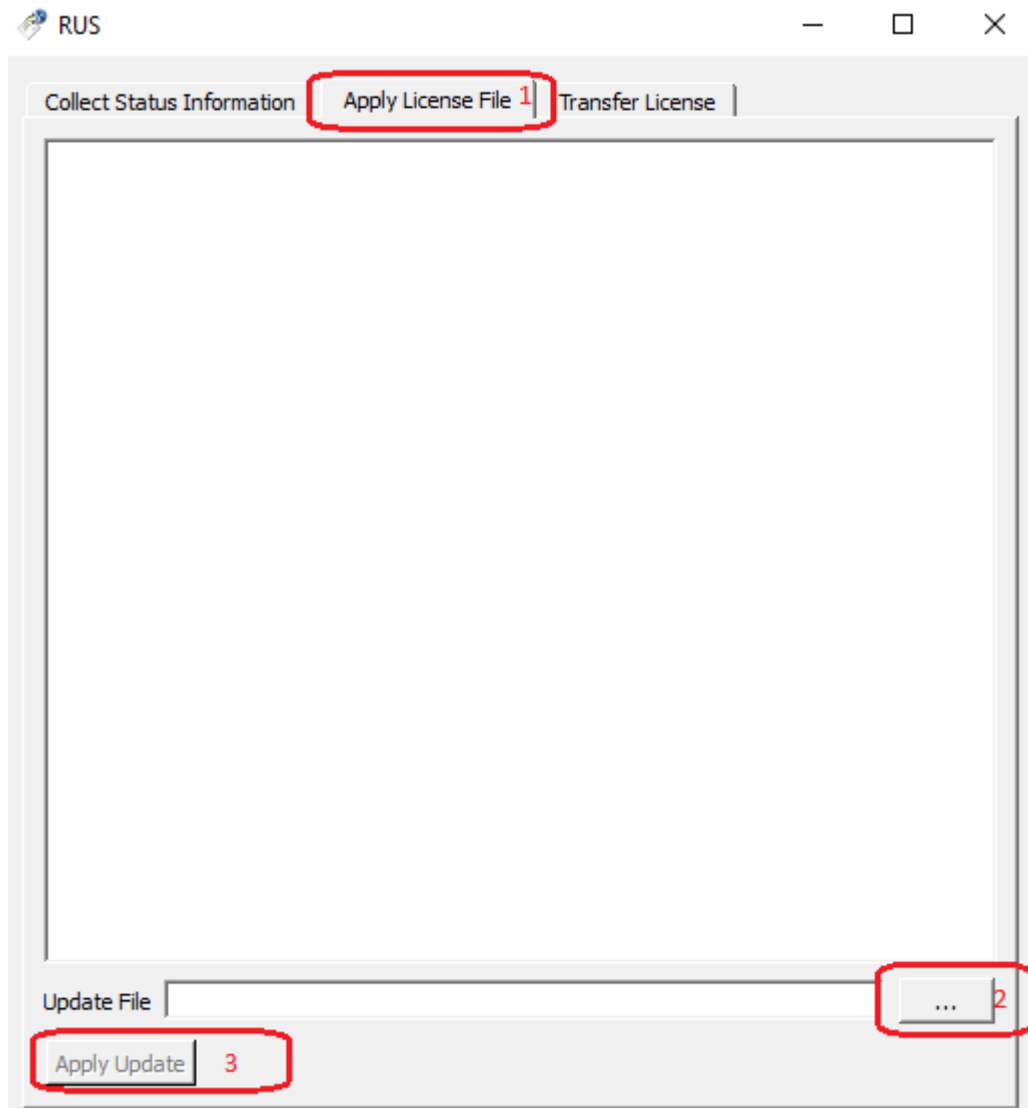 RUS
Collect Status Information Apply License File 1 Transfer License
Update File ... 2
Apply Update 3